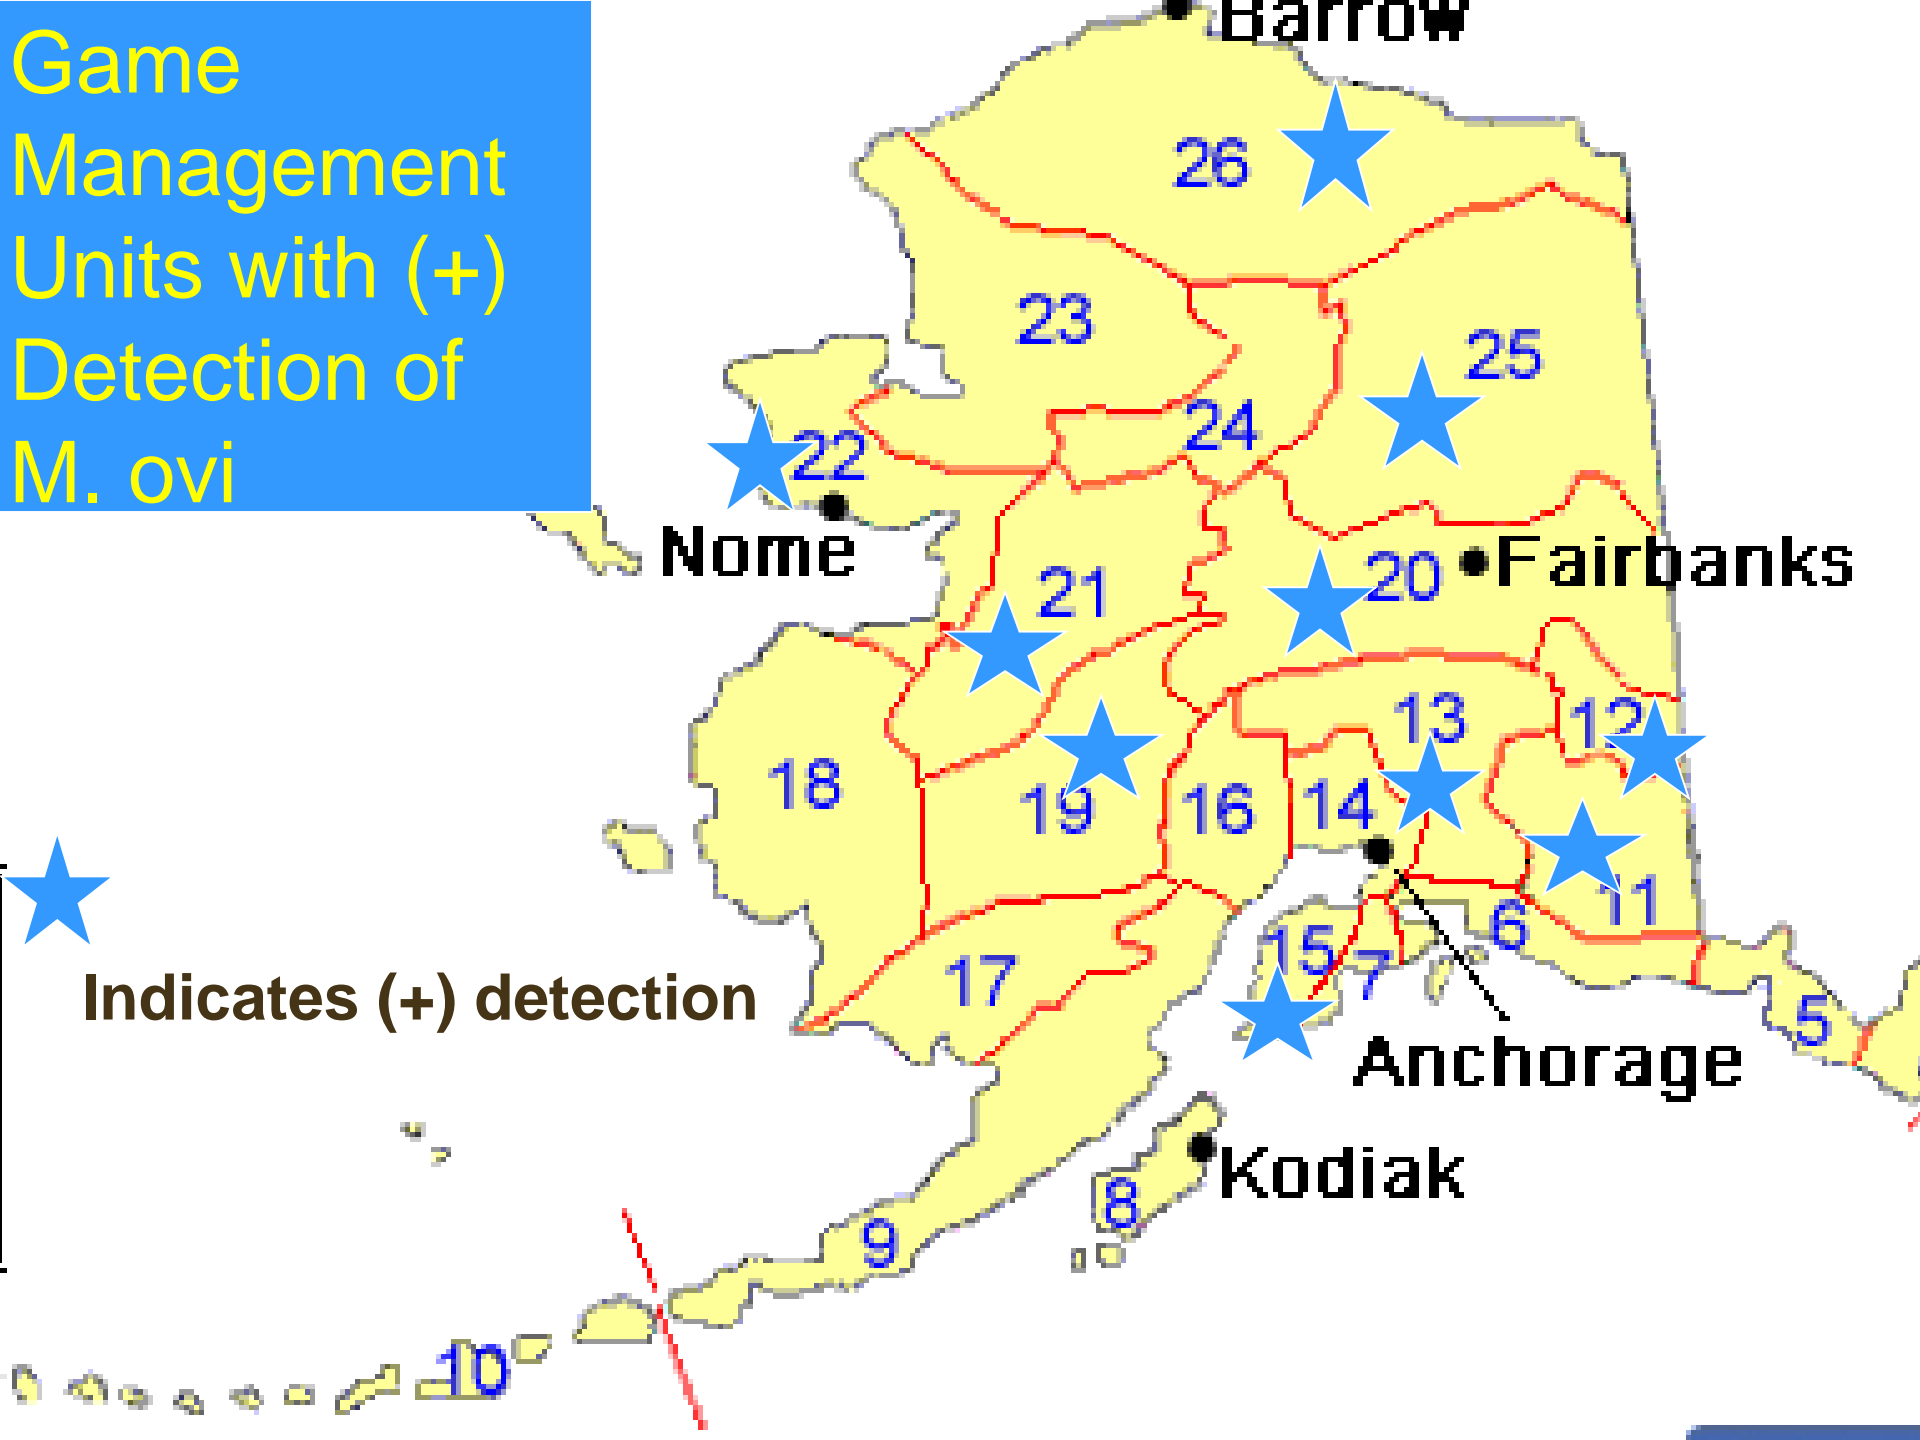 Game
Management
Units with (+)
Detection of
M. ovi
Barrow
26
23
25
24
22
Nome
21
20
Fairbanks
13
12
18
19
16
14
11
6
15
7
17
5
Indicates (+) detection
Anchorage
Kodiak
8
9
10